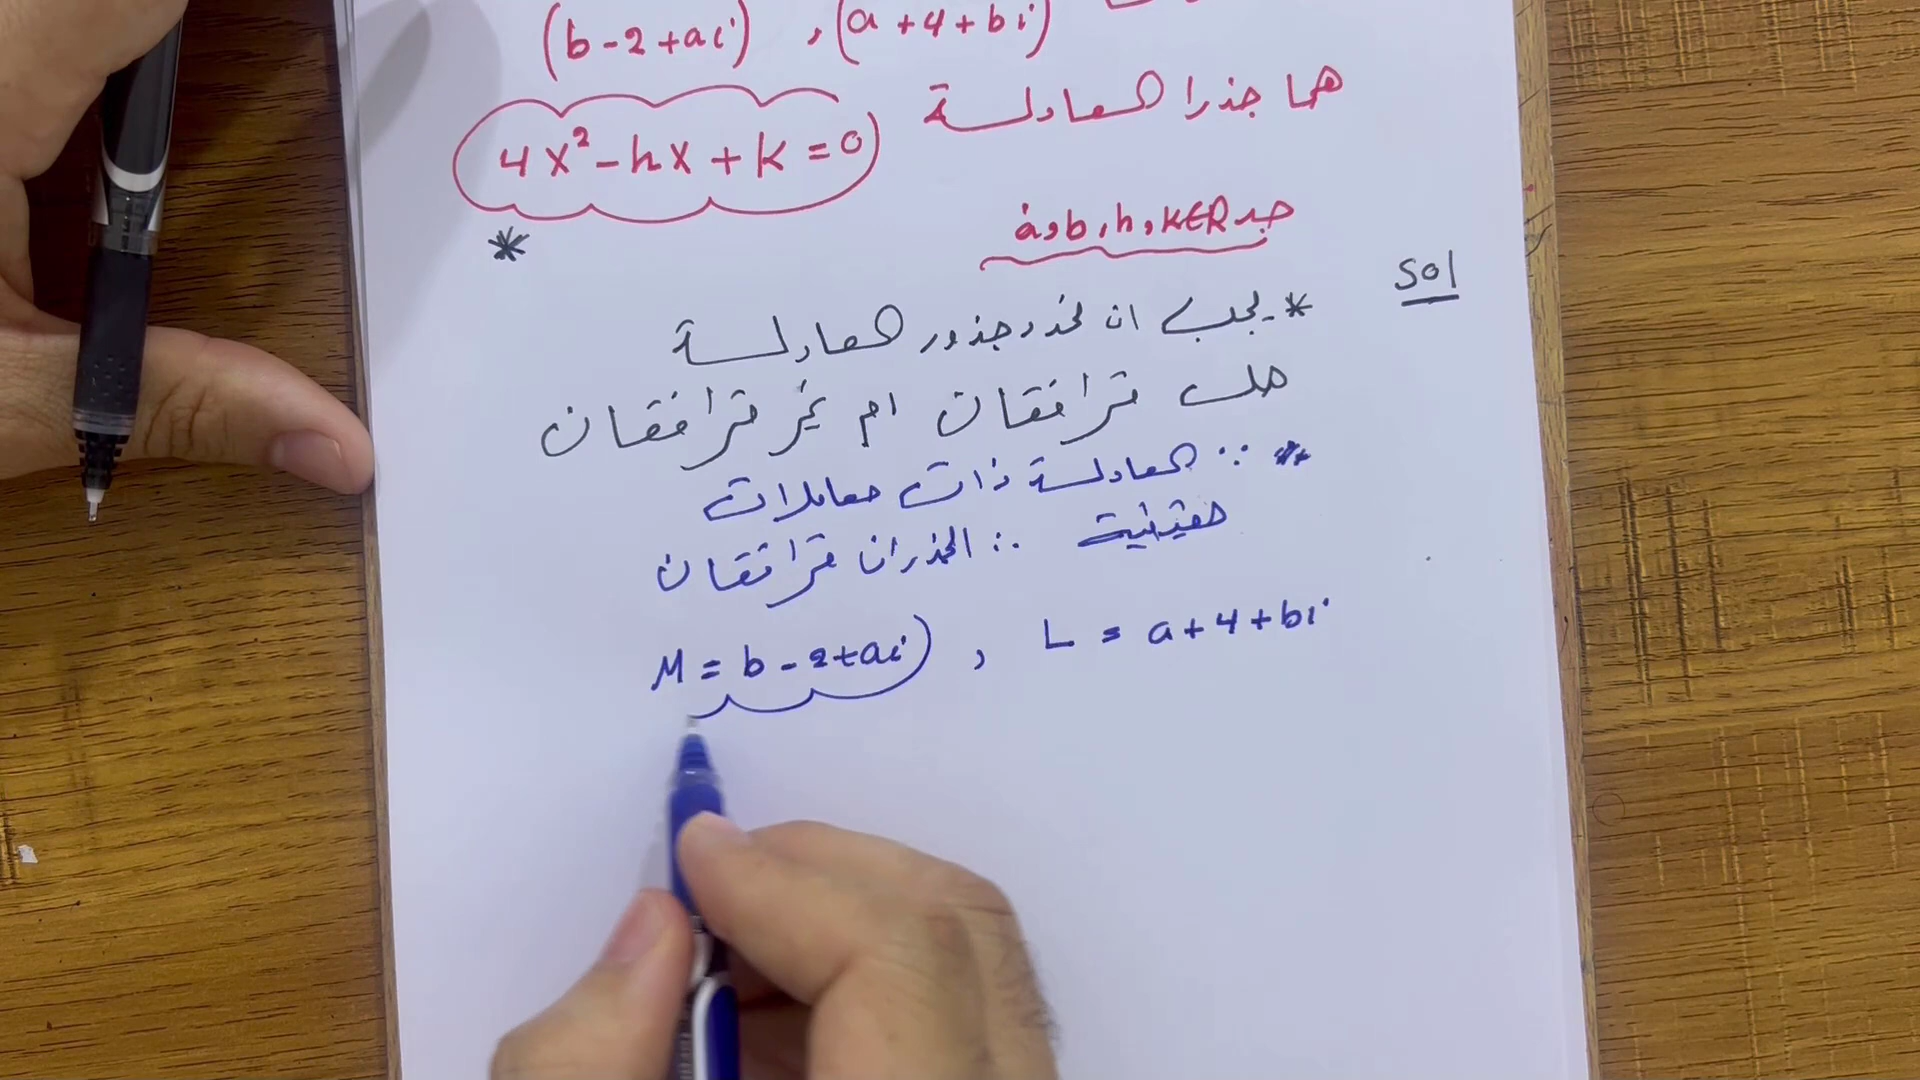 (b-2+ai) , (a+4+bi)
هما جذرا المعادلة 4x²-hx+k=0
جد a, b, h, k∈R
*
Sol
* يجب ان نحدد جذور المعادلة
هل مترافقان ام غير مترافقان
* ∵ المعادلة ذات معاملات
حقيقية ∴ الجذران مترافقان
M = b-2+ai) , L = a+4+bi